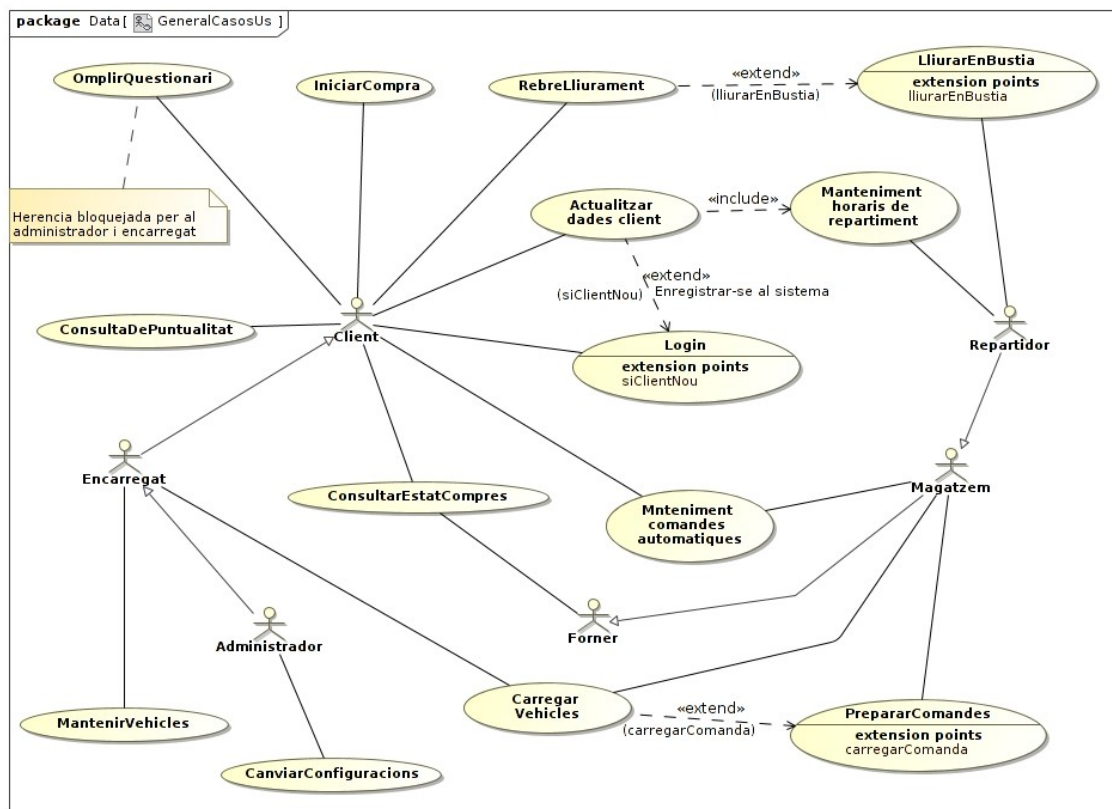 package Data [ GeneralCasosUs ]
OmplirQuestionari
IniciarCompra
RebreLliurament
«extend»
(lliurarEnBustia)
LliurarEnBustia
extension points
lliurarEnBustia
Herencia bloquejada per al
administrador i encarregat
Actualitzar
dades client
«include»
Manteniment
horaris de
repartiment
«extend»
(siClientNou)
Enregistrar-se al sistema
ConsultaDePuntualitat
Client
Login
extension points
siClientNou
Repartidor
Encarregat
ConsultarEstatCompres
Mnteniment
comandes
automatiques
Magatzem
Administrador
Forner
MantenirVehicles
Carregar
Vehicles
«extend»
(carregarComanda)
PrepararComandes
extension points
carregarComanda
CanviarConfiguracions